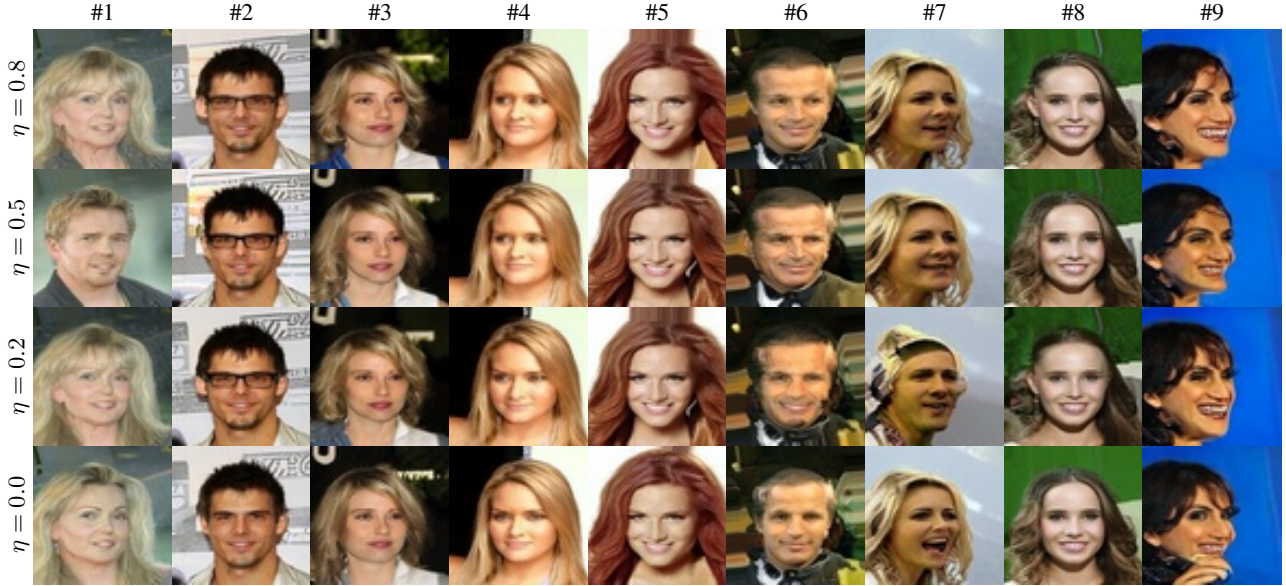 #1 #2 #3 #4 #5 #6 #7 #8 #9
η = 0.8
η = 0.5
η = 0.2
η = 0.0